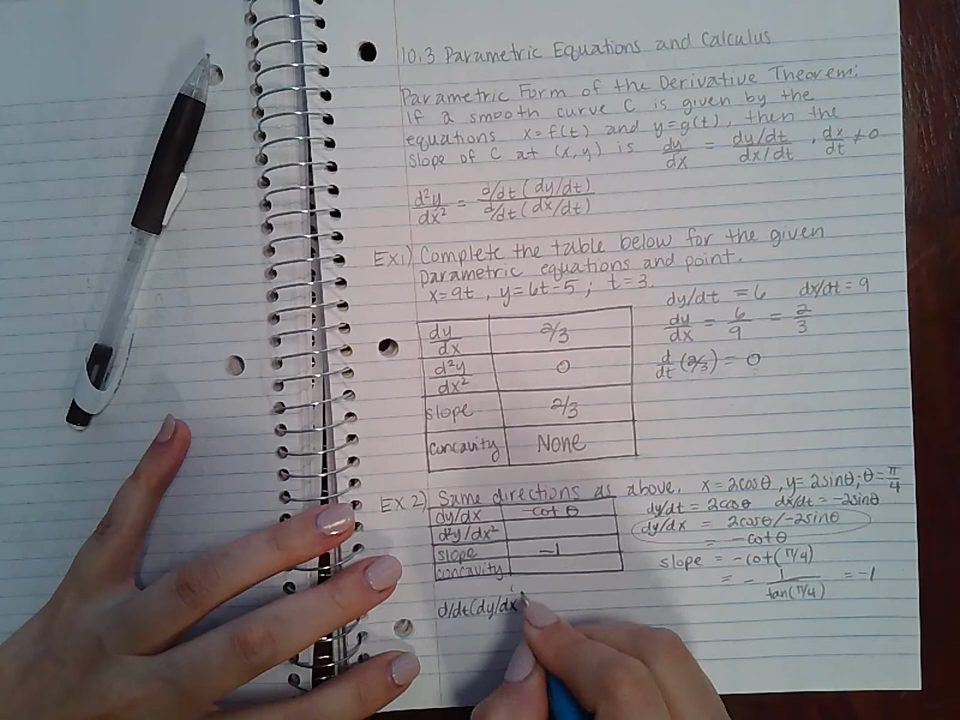 10.3 Parametric Equations and Calculus
Parametric Form of the Derivative Theorem:
If a smooth curve C is given by the
equations x=f(t) and y=g(t), then the
slope of C at (x,y) is dy/dx = dy/dt / dx/dt , dx/dt ≠ 0
d²y/dx² = d/dt (dy/dt) / d/dt (dx/dt)
EX1) Complete the table below for the given
parametric equations and point.
x=9t, y=6t-5; t=3.
dy/dt = 6 dx/dt = 9
dy/dx = 6/9 = 2/3
d/dt (2/3) = 0
dy/dx 2/3
d²y/dx² 0
slope 2/3
concavity None
EX 2) Same directions as above. x=2cosθ, y=2sinθ; θ=π/4
dy/dx -cot θ
d²y/dx²
slope -1
concavity
dy/dt = 2cosθ dx/dt = -2sinθ
dy/dx = 2cosθ/-2sinθ
= -cotθ
slope = -cot(π/4)
= - 1/tan(π/4) = -1
d/dt(dy/dx